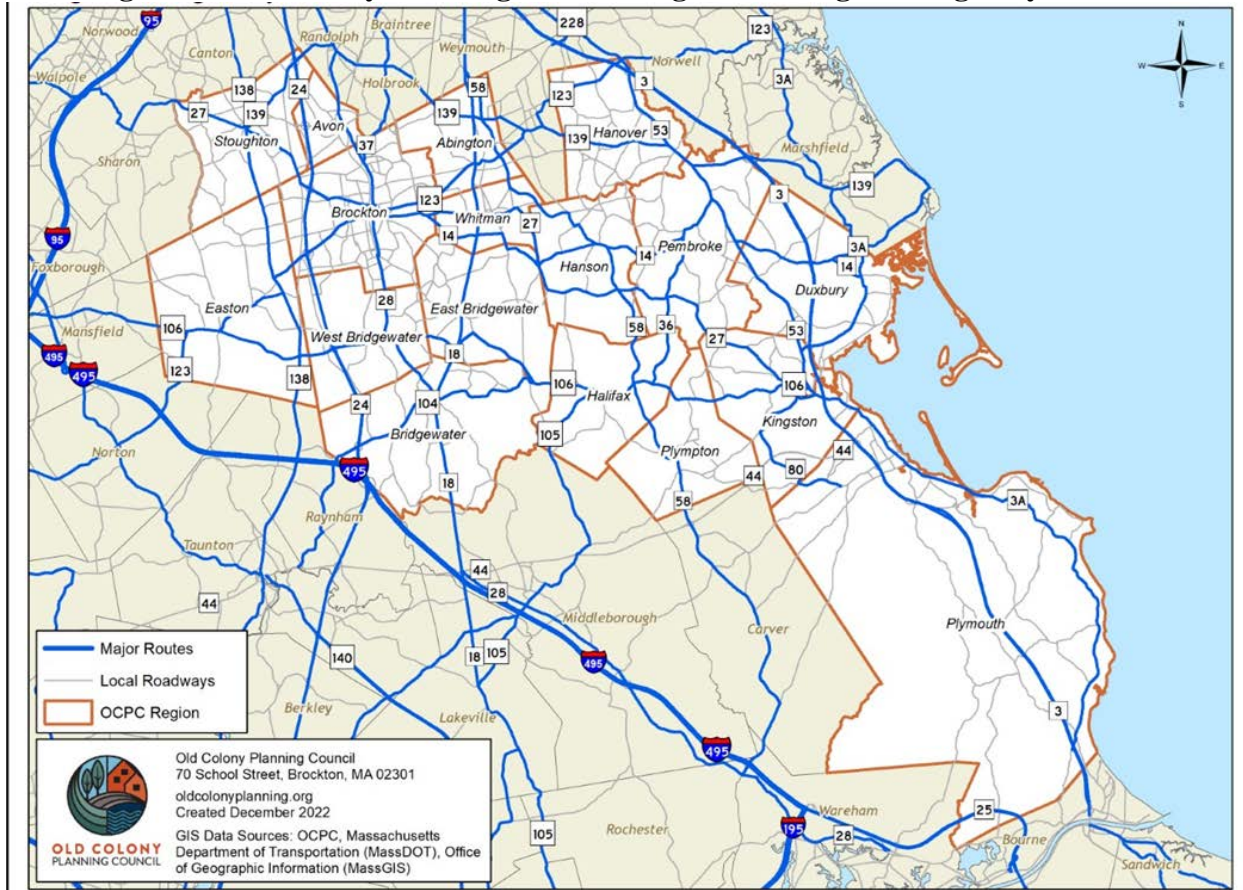 95
Norwood
Canton
Randolph
Braintree
Weymouth
228
123
Norwell
N
W
E
S
Walpole
138
24
Holbrook
58
3
3A
27
139
Avon
139
123
Stoughton
37
Abington
139
Hanover
53
Sharon
Marshfield
139
123
3
Brockton
Whitman
27
95
14
14
Pembroke
3A
Foxborough
Hanson
14
Easton
28
East Bridgewater
Duxbury
106
West Bridgewater
58
36
53
Mansfield
27
495
18
123
495
138
106
106
24
104
Halifax
Bridgewater
105
Kingston
Norton
Plympton
44
495
44
80
18
58
3A
Raynham
Taunton
44
28
44
Middleborough
Plymouth
Carver
Major Routes
Local Roadways
OCPC Region
140
18
105
495
Berkley
Lakeville
3
495
Old Colony Planning Council
70 School Street, Brockton, MA 02301
oldcolonyplanning.org
Created December 2022
GIS Data Sources: OCPC, Massachusetts
Department of Transportation (MassDOT), Office
of Geographic Information (MassGIS)
OLD COLONY
PLANNING COUNCIL
105
Rochester
Wareham
25
195
28
Bourne
Sandwich